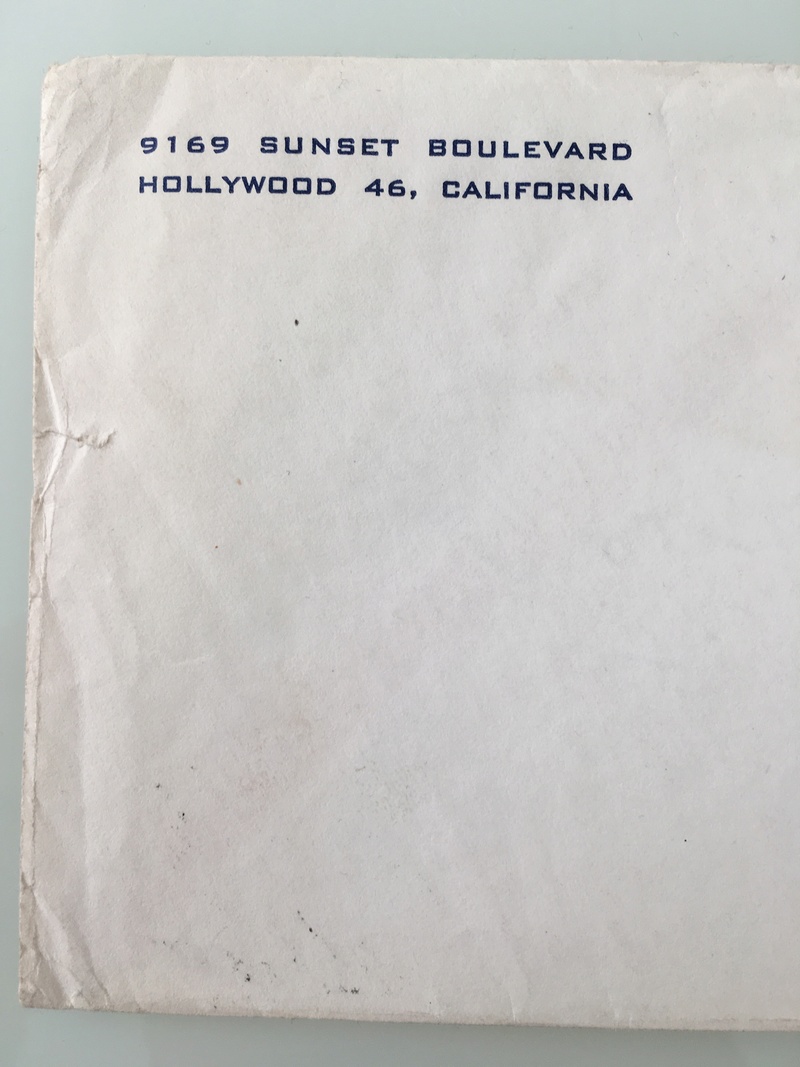 9169 SUNSET BOULEVARD
HOLLYWOOD 46, CALIFORNIA